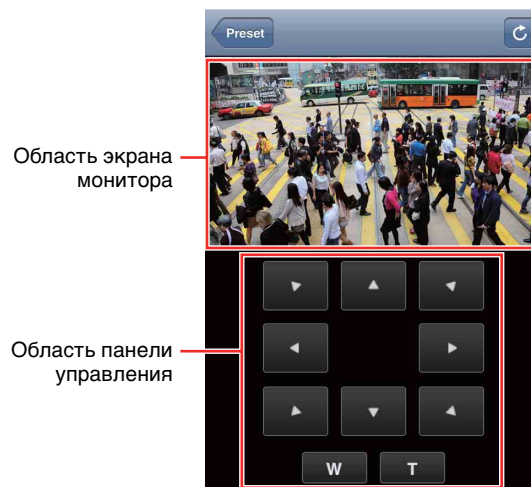 Preset
Область экрана
монитора
Область панели
управления
W T